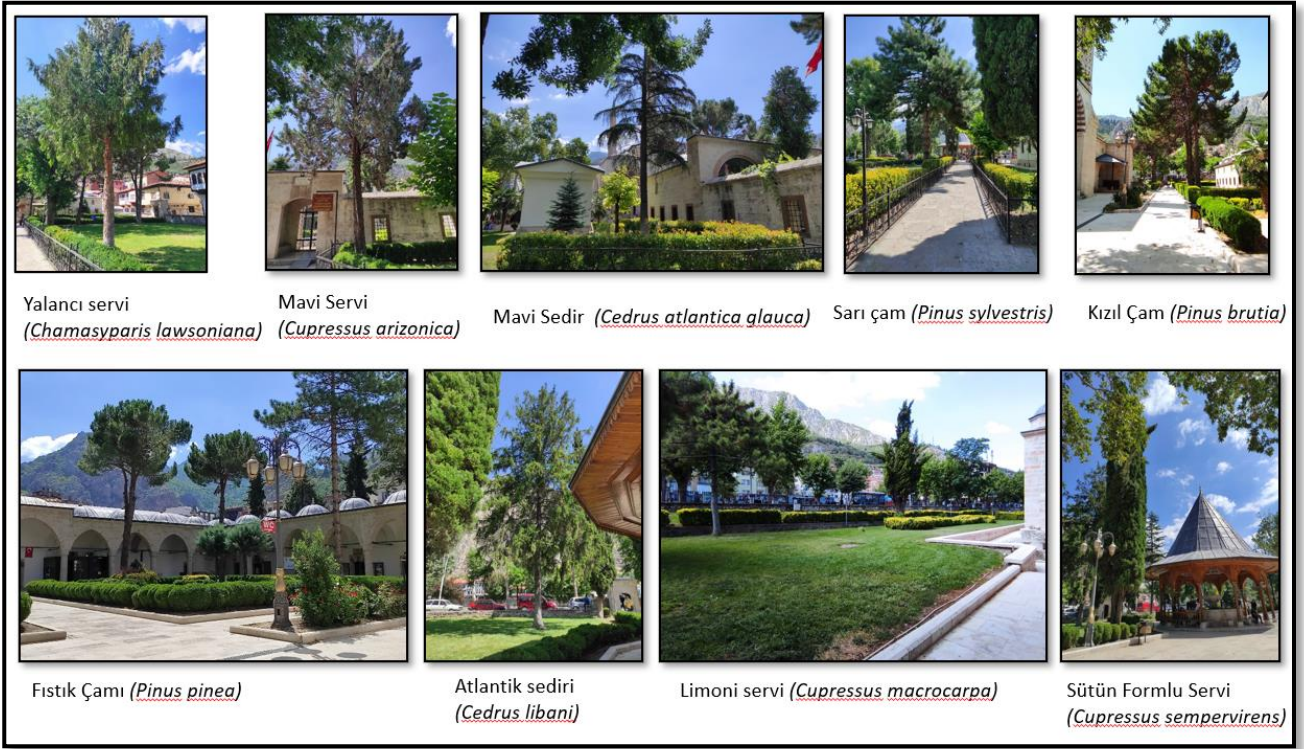 Yalancı servi
(Chamasyparis lawsoniana)
Mavi Servi
(Cupressus arizonica)
Mavi Sedir (Cedrus atlantica glauca)
Sarı çam (Pinus sylvestris)
Kızıl Çam (Pinus brutia)
WC
Fıstık Çamı (Pinus pinea)
Atlantik sediri
(Cedrus libani)
Limoni servi (Cupressus macrocarpa)
Sütün Formlu Servi
(Cupressus sempervirens)